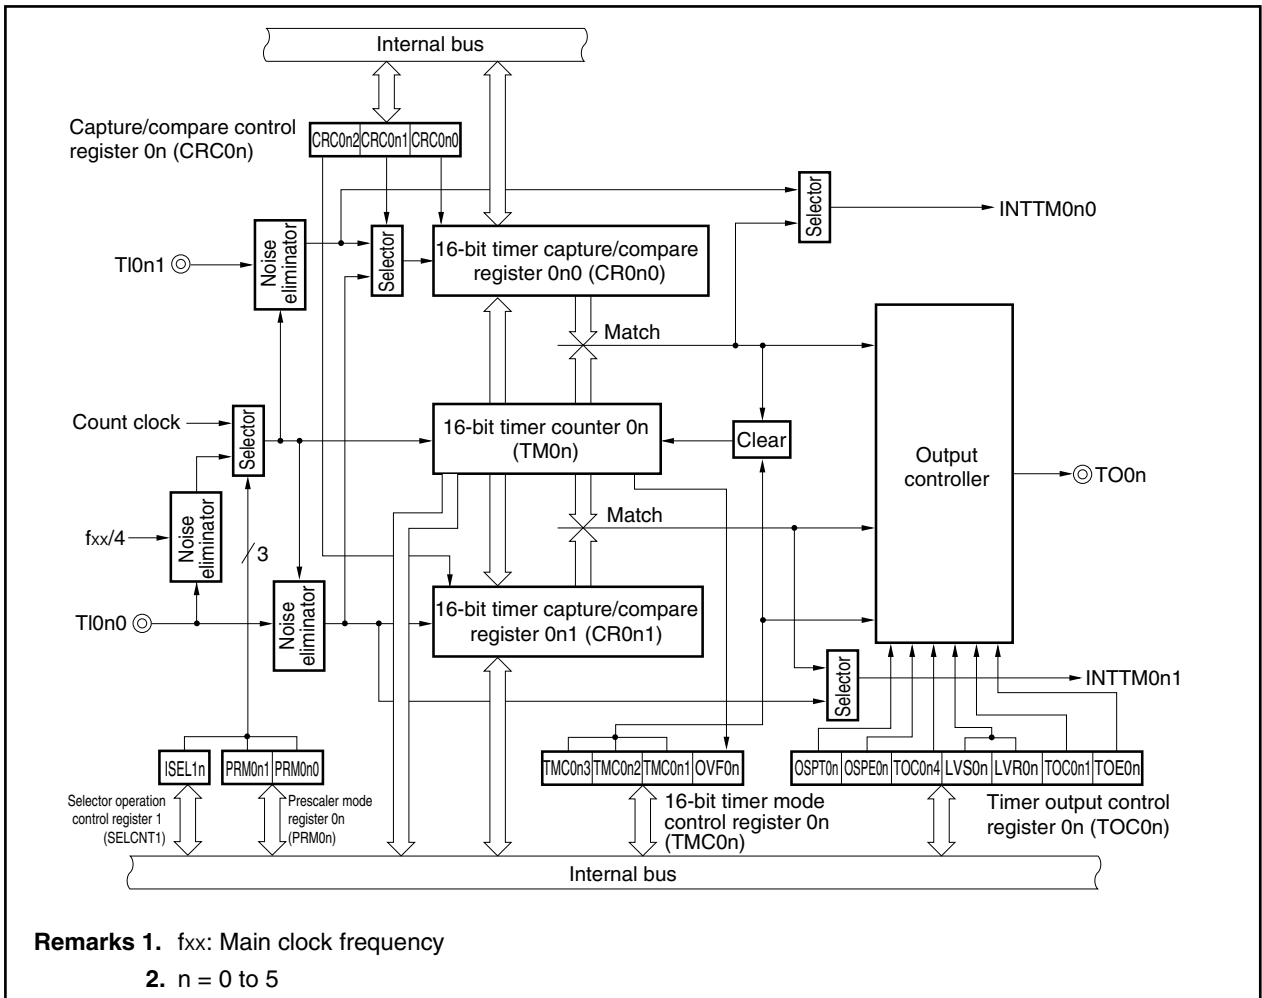 Internal bus
Capture/compare control
register 0n (CRC0n)
CRC0n2 CRC0n1 CRC0n0
Selector
INTTM0n0
TI0n1
Noise
eliminator
Selector
16-bit timer capture/compare
register 0n0 (CR0n0)
Match
Count clock
Selector
16-bit timer counter 0n
(TM0n)
Clear
Output
controller
TO0n
fxx/4
Noise
eliminator
3
Match
TI0n0
Noise
eliminator
16-bit timer capture/compare
register 0n1 (CR0n1)
Selector
INTTM0n1
ISEL1n
PRM0n1 PRM0n0
TMC0n3 TMC0n2 TMC0n1 OVF0n
OSPT0n OSPE0n TOC0n4 LVS0n LVR0n TOC0n1 TOE0n
Selector operation
control register 1
(SELCNT1)
Prescaler mode
register 0n
(PRM0n)
16-bit timer mode
control register 0n
(TMC0n)
Timer output control
register 0n (TOC0n)
Internal bus
Remarks 1. fxx: Main clock frequency
2. n = 0 to 5